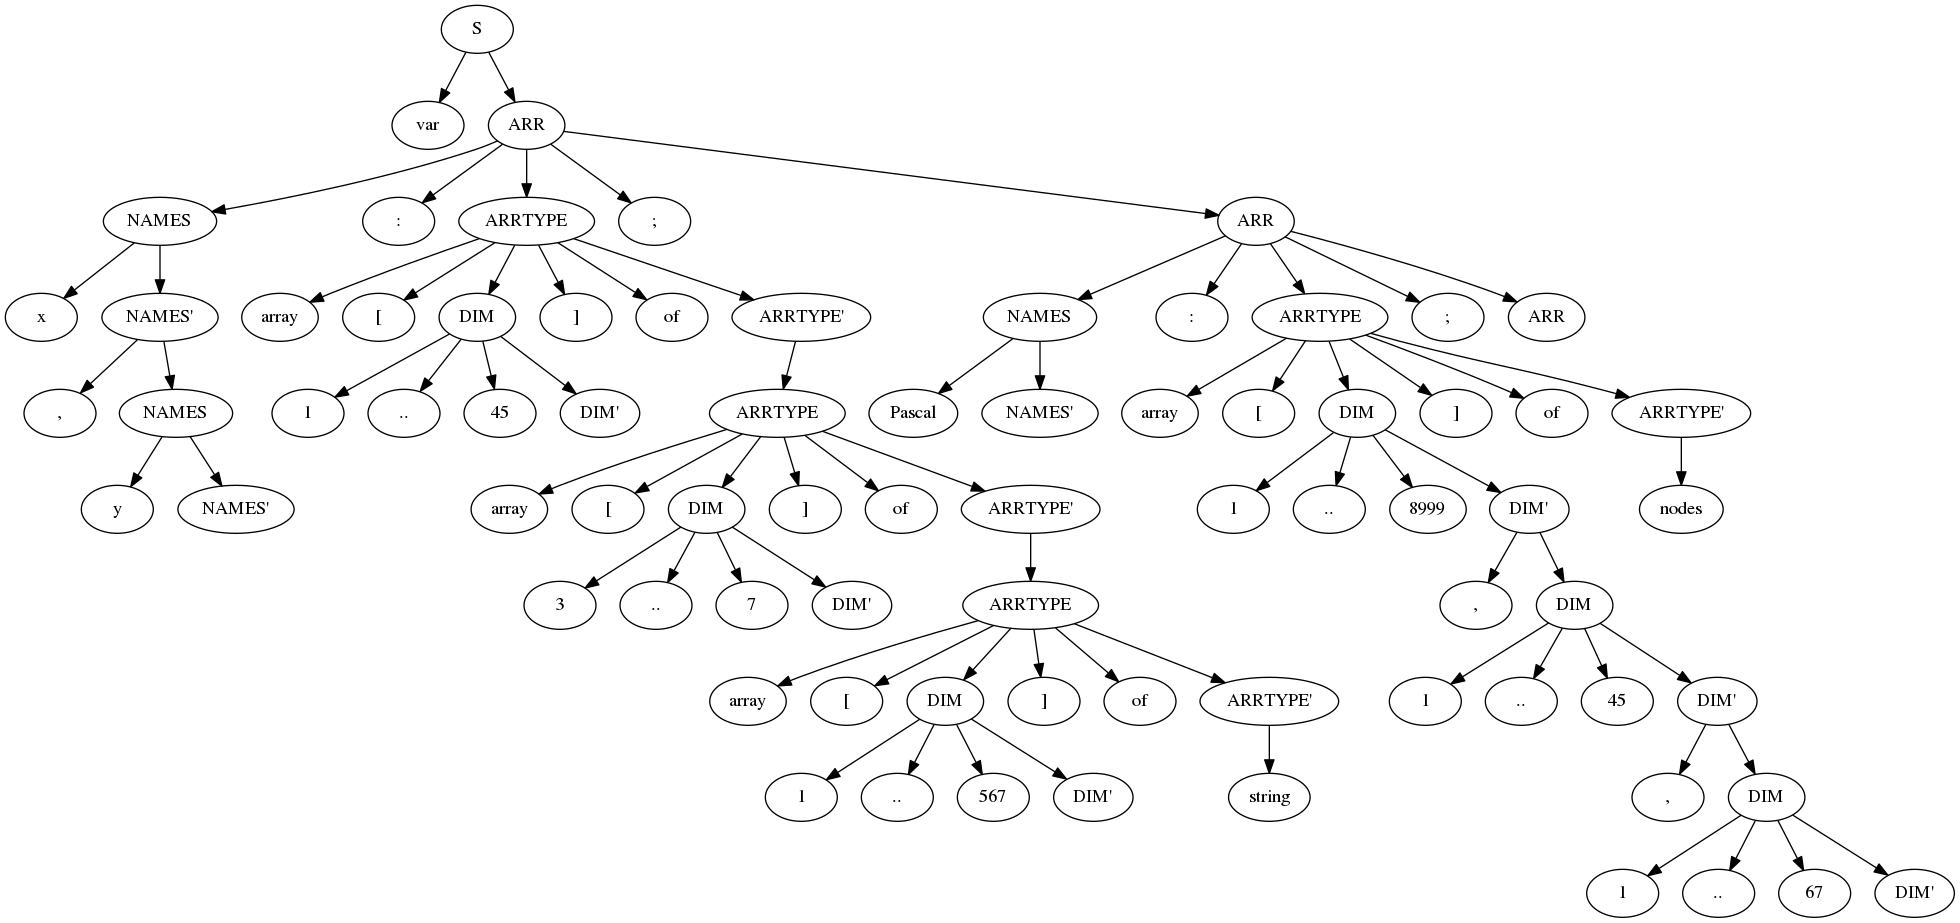 S
var ARR
NAMES : ARRTYPE ; ARR
x NAMES' array [ DIM ] of ARRTYPE' NAMES : ARRTYPE ; ARR
, NAMES 1 .. 45 DIM' ARRTYPE Pascal NAMES' array [ DIM ] of ARRTYPE'
y NAMES' array [ DIM ] of ARRTYPE' 1 .. 8999 DIM' nodes
3 .. 7 DIM' ARRTYPE , DIM
array [ DIM ] of ARRTYPE' 1 .. 45 DIM'
1 .. 567 DIM' string , DIM
1 .. 67 DIM'